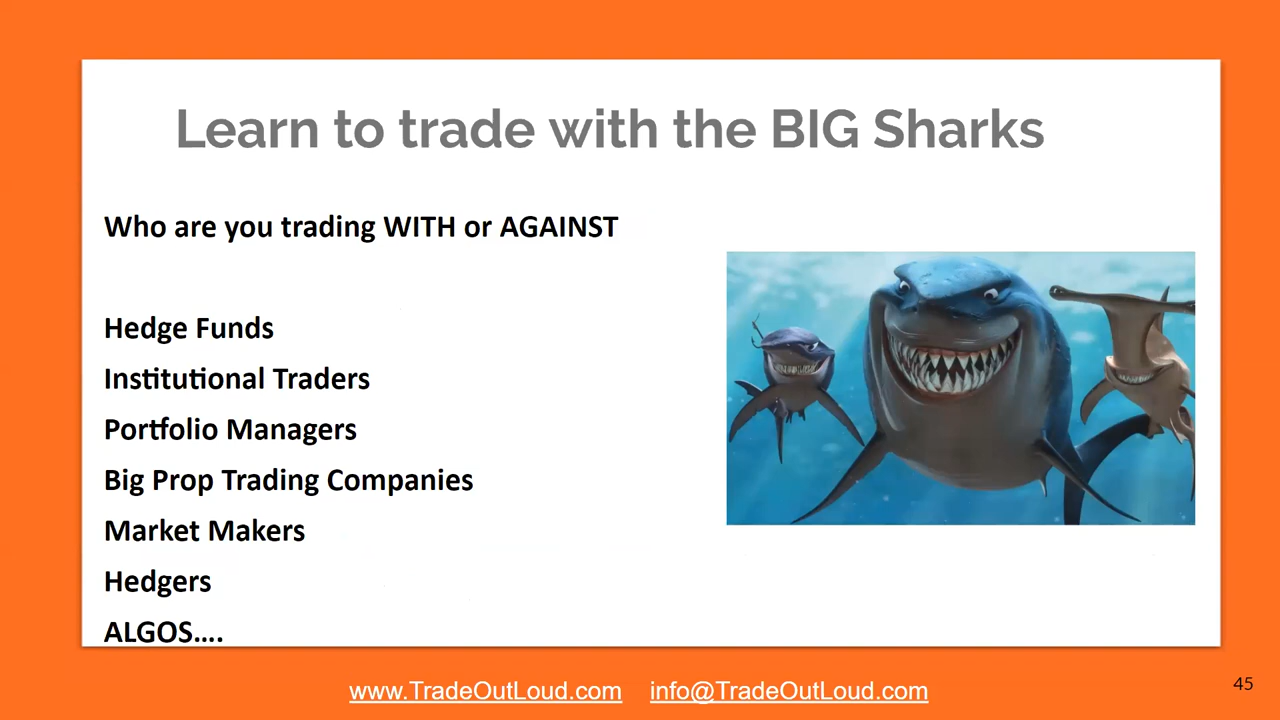 Learn to trade with the BIG Sharks
Who are you trading WITH or AGAINST
Hedge Funds
Institutional Traders
Portfolio Managers
Big Prop Trading Companies
Market Makers
Hedgers
ALGOS....
www.TradeOutLoud.com info@TradeOutLoud.com
45